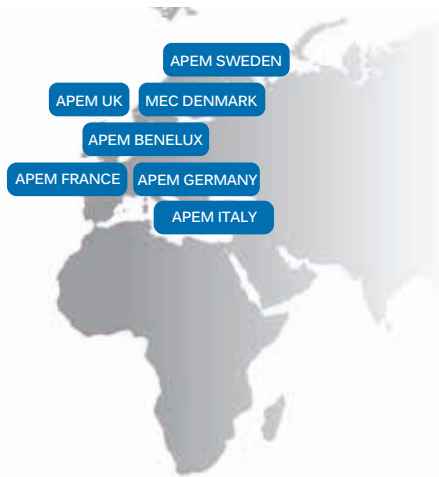 APEM SWEDEN
APEM UK
MEC DENMARK
APEM BENELUX
APEM FRANCE
APEM GERMANY
APEM ITALY